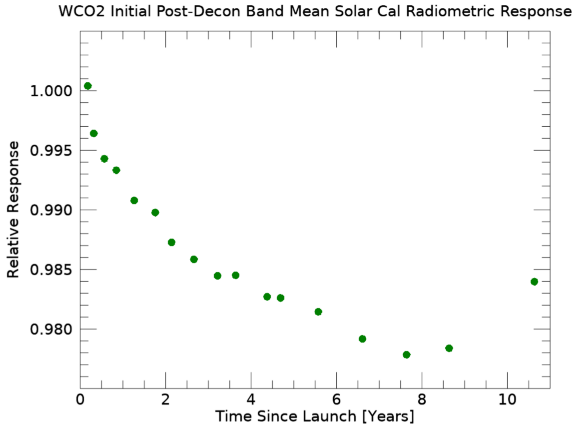 WCO2 Initial Post-Decon Band Mean Solar Cal Radiometric Response
1.000
0.995
0.990
0.985
0.980
Relative Response
0 2 4 6 8 10
Time Since Launch [Years]